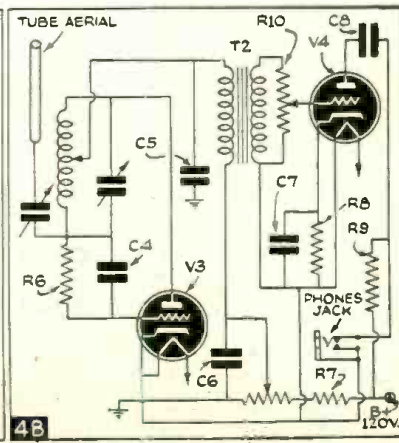 TUBE AERIAL
R10
C8
V4
T2
C5
C7
R8
R9
C4
R6
V3
PHONES
JACK
C6
R7
B+
120V.
4B